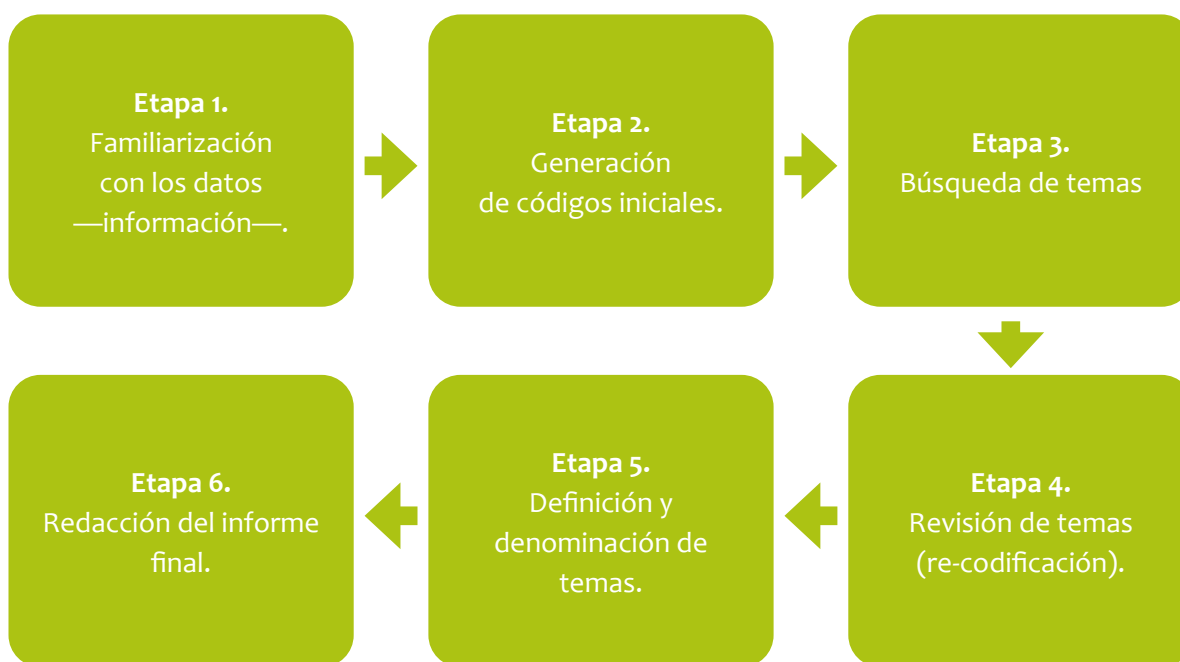 Etapa 1.
Familiarización
con los datos
—información—.
Etapa 2.
Generación
de códigos iniciales.
Etapa 3.
Búsqueda de temas
Etapa 4.
Revisión de temas
(re-codificación).
Etapa 5.
Definición y
denominación de
temas.
Etapa 6.
Redacción del informe
final.